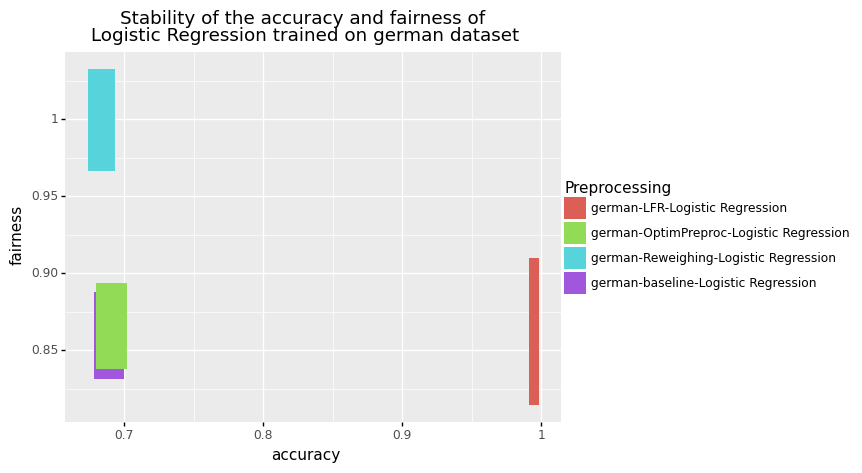 Stability of the accuracy and fairness of
Logistic Regression trained on german dataset
fairness
1
0.95
0.90
0.85
0.7
0.8
0.9
1
accuracy
Preprocessing
german-LFR-Logistic Regression
german-OptimPreproc-Logistic Regression
german-Reweighing-Logistic Regression
german-baseline-Logistic Regression